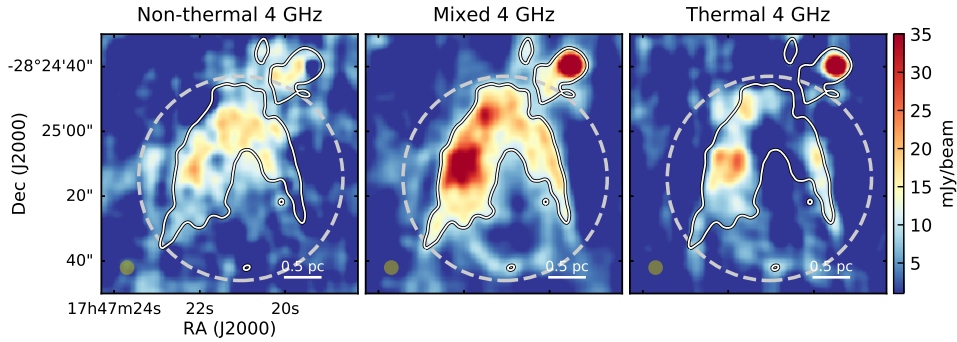 Non-thermal 4 GHz
Mixed 4 GHz
Thermal 4 GHz
-28°24'40"
25'00"
20"
40"
Dec (J2000)
17h47m24s
22s
20s
RA (J2000)
0.5 pc
0.5 pc
0.5 pc
35
30
25
20
15
10
5
mJy/beam